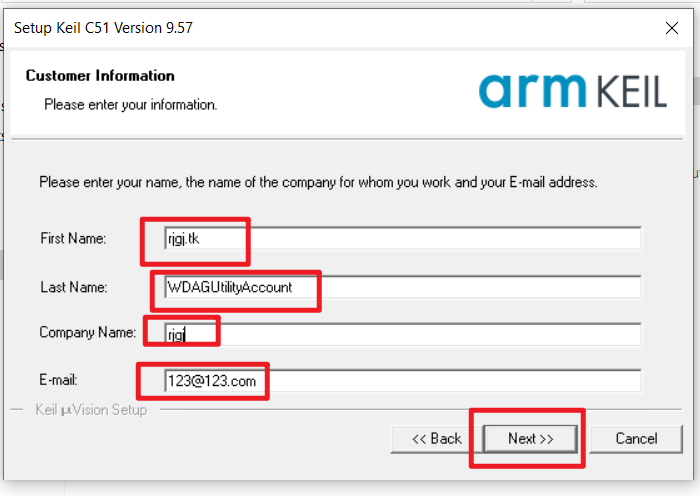 Setup Keil C51 Version 9.57
Customer Information
Please enter your information.
arm KEIL
Please enter your name, the name of the company for whom you work and your E-mail address.
First Name: rjgj.tk
Last Name: WDAGUtilityAccount
Company Name: rjgj
E-mail: 123@123.com
Keil µVision Setup
<< Back Next >> Cancel